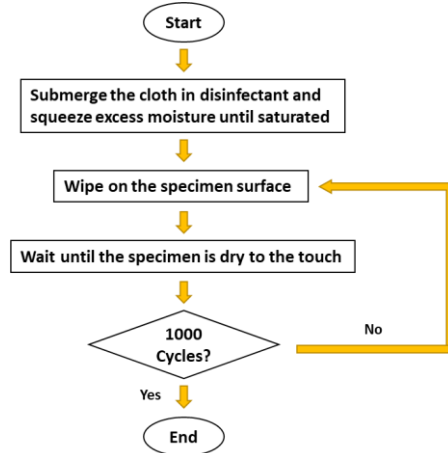 Start
Submerge the cloth in disinfectant and
squeeze excess moisture until saturated
Wipe on the specimen surface
Wait until the specimen is dry to the touch
1000
Cycles?
No
Yes
End